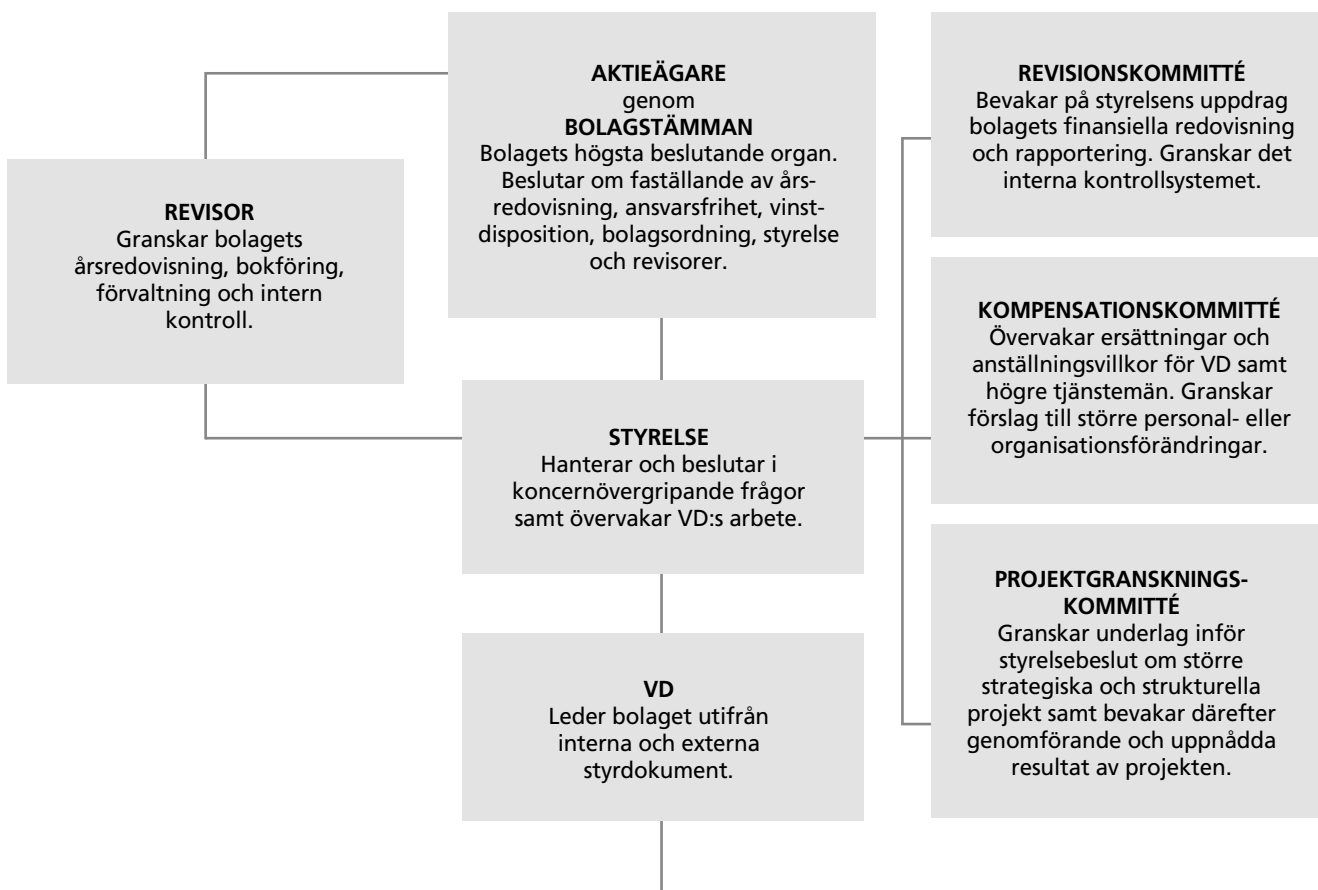 AKTIEÄGARE
genom
BOLAGSTÄMMAN
Bolagets högsta beslutande organ.
Beslutar om faställande av års-
redovisning, ansvarsfrihet, vinst-
disposition, bolagsordning, styrelse
och revisorer.
REVISOR
Granskar bolagets
årsredovisning, bokföring,
förvaltning och intern
kontroll.
STYRELSE
Hanterar och beslutar i
koncernövergripande frågor
samt övervakar VD:s arbete.
VD
Leder bolaget utifrån
interna och externa
styrdokument.
REVISIONSKOMMITTÉ
Bevakar på styrelsens uppdrag
bolagets finansiella redovisning
och rapportering. Granskar det
interna kontrollsystemet.
KOMPENSATIONSKOMMITTÉ
Övervakar ersättningar och
anställningsvillkor för VD samt
högre tjänstemän. Granskar
förslag till större personal- eller
organisationsförändringar.
PROJEKTGRANSKNINGS-
KOMMITTÉ
Granskar underlag inför
styrelsebeslut om större
strategiska och strukturella
projekt samt bevakar därefter
genomförande och uppnådda
resultat av projekten.